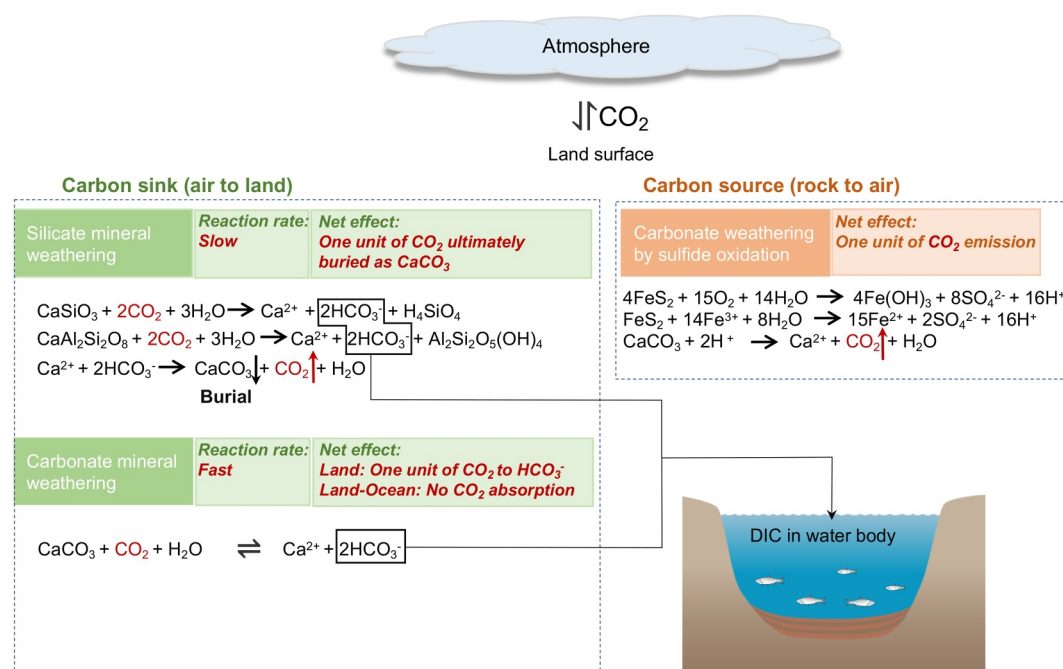 Atmosphere
⇌CO₂
Land surface
Carbon sink (air to land)
Silicate mineral
weathering
Reaction rate:
Slow
Net effect:
One unit of CO₂ ultimately
buried as CaCO₃
CaSiO₃ + 2CO₂ + 3H₂O → Ca²⁺ + 2HCO₃⁻ + H₄SiO₄
CaAl₂Si₂O₈ + 2CO₂ + 3H₂O → Ca²⁺ + 2HCO₃⁻ + Al₂Si₂O₅(OH)₄
Ca²⁺ + 2HCO₃⁻ → CaCO₃↓ + CO₂↑ + H₂O
Burial
Carbonate mineral
weathering
Reaction rate:
Fast
Net effect:
Land: One unit of CO₂ to HCO₃⁻
Land-Ocean: No CO₂ absorption
CaCO₃ + CO₂ + H₂O ⇌ Ca²⁺ + 2HCO₃⁻
Carbon source (rock to air)
Carbonate weathering
by sulfide oxidation
Net effect:
One unit of CO₂ emission
4FeS₂ + 15O₂ + 14H₂O → 4Fe(OH)₃ + 8SO₄²⁻ + 16H⁺
FeS₂ + 14Fe³⁺ + 8H₂O → 15Fe²⁺ + 2SO₄²⁻ + 16H⁺
CaCO₃ + 2H⁺ → Ca²⁺ + CO₂↑ + H₂O
DIC in water body